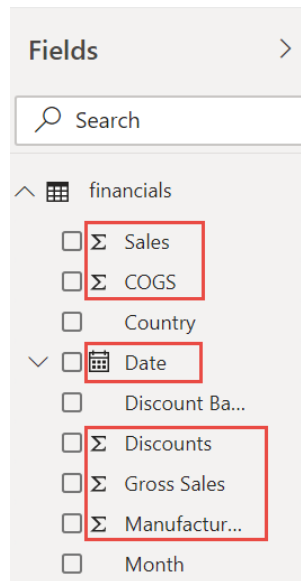 Fields
Search
financials
Σ Sales
Σ COGS
Country
Date
Discount Ba...
Σ Discounts
Σ Gross Sales
Σ Manufactur...
Month